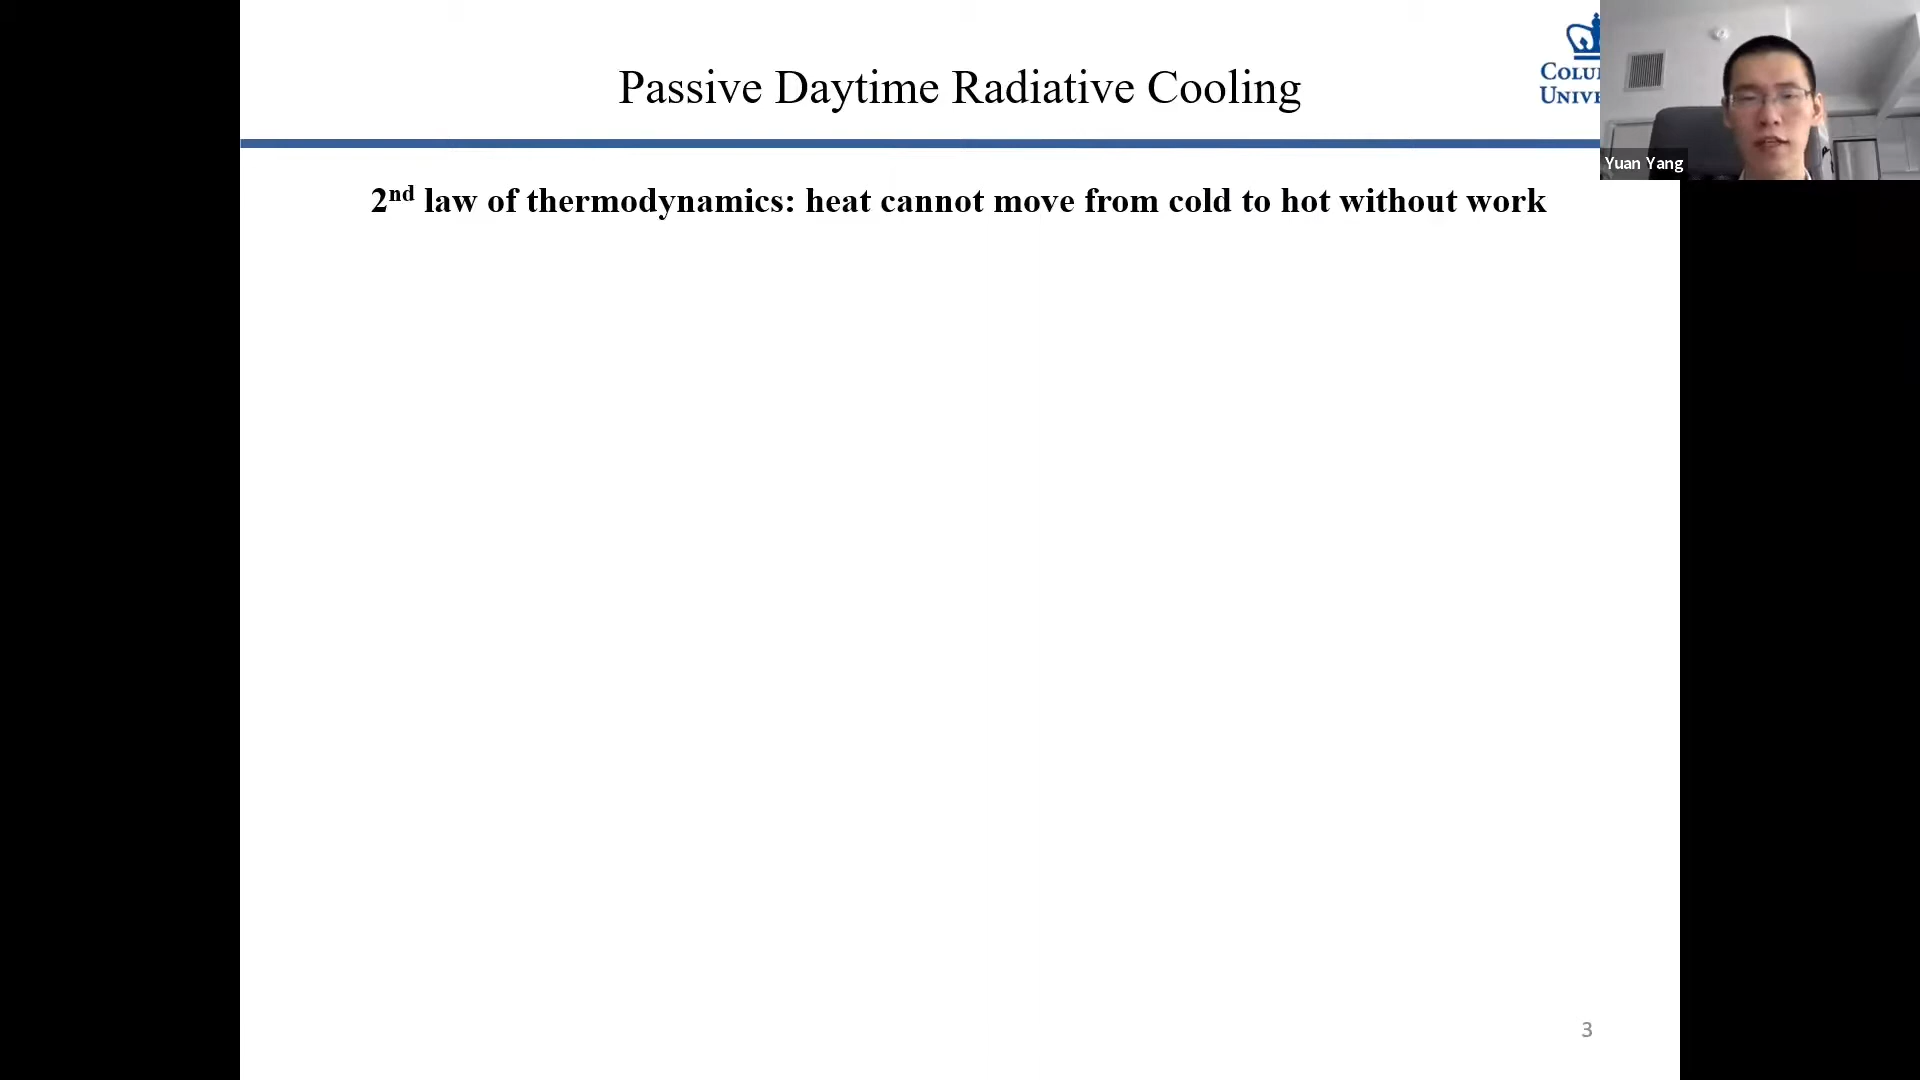 Passive Daytime Radiative Cooling
2nd law of thermodynamics: heat cannot move from cold to hot without work
Yuan Yang
3